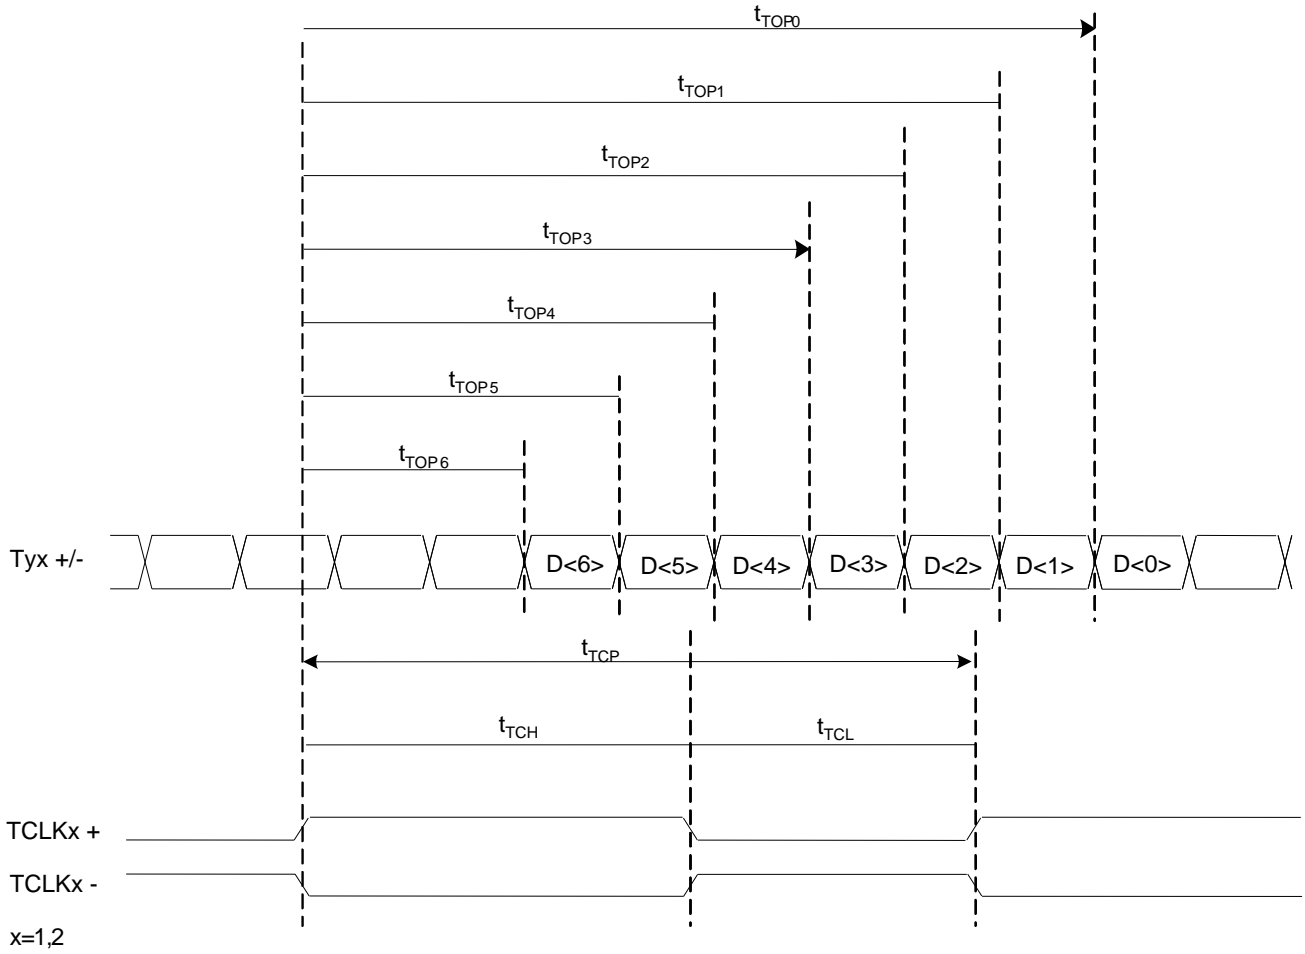 tTOP0
tTOP1
tTOP2
tTOP3
tTOP4
tTOP5
tTOP6
Tyx +/- D<6> D<5> D<4> D<3> D<2> D<1> D<0>
tTCP
tTCH tTCL
TCLKx +
TCLKx -
x=1,2